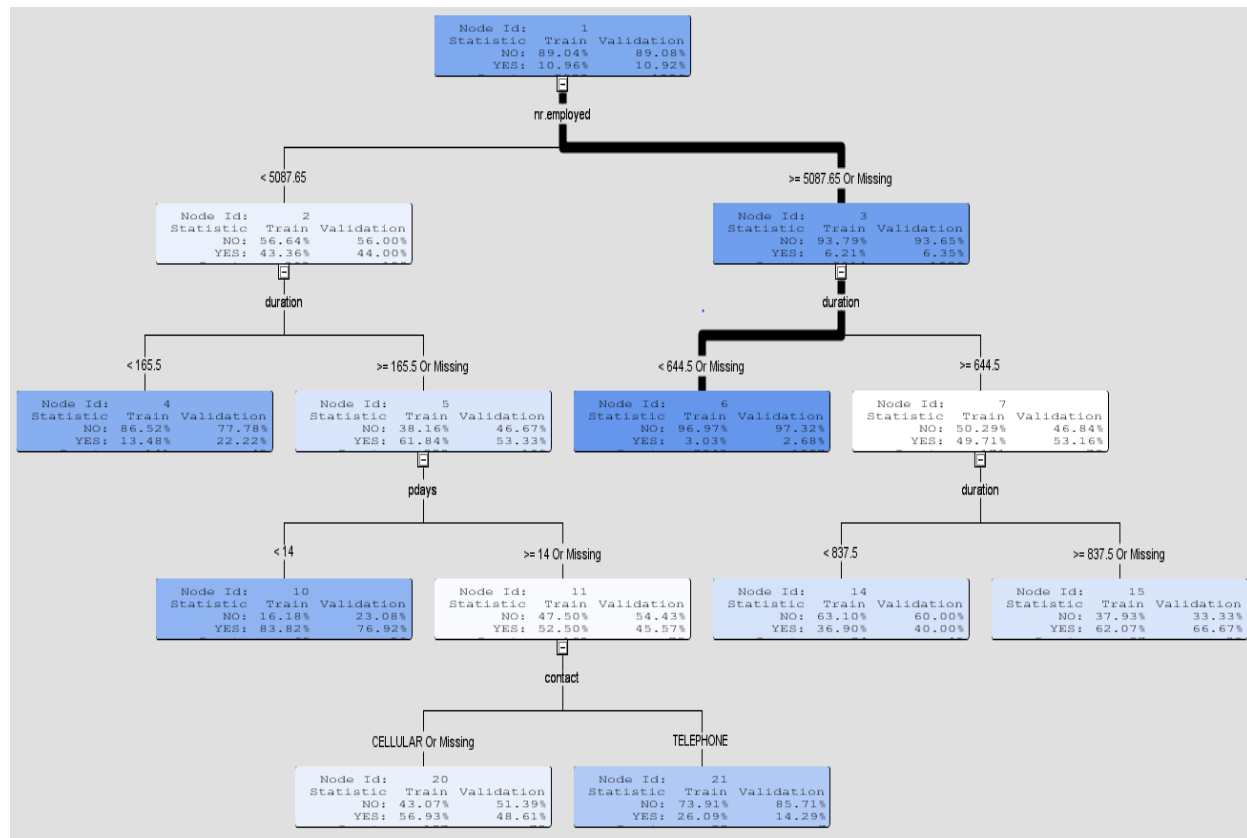 Node Id: 1
Statistic Train Validation
NO: 89.04% 89.08%
YES: 10.96% 10.92%
nr.employed
< 5087.65
>= 5087.65 Or Missing
Node Id: 2
Statistic Train Validation
NO: 56.64% 56.00%
YES: 43.36% 44.00%
Node Id: 3
Statistic Train Validation
NO: 93.79% 93.65%
YES: 6.21% 6.35%
duration
duration
< 165.5
>= 165.5 Or Missing
< 644.5 Or Missing
>= 644.5
Node Id: 4
Statistic Train Validation
NO: 86.52% 77.78%
YES: 13.48% 22.22%
Node Id: 5
Statistic Train Validation
NO: 38.16% 46.67%
YES: 61.84% 53.33%
Node Id: 6
Statistic Train Validation
NO: 96.97% 97.32%
YES: 3.03% 2.68%
Node Id: 7
Statistic Train Validation
NO: 50.29% 46.84%
YES: 49.71% 53.16%
pdays
duration
< 14
>= 14 Or Missing
< 837.5
>= 837.5 Or Missing
Node Id: 10
Statistic Train Validation
NO: 16.18% 23.08%
YES: 83.82% 76.92%
Node Id: 11
Statistic Train Validation
NO: 47.50% 54.43%
YES: 52.50% 45.57%
Node Id: 14
Statistic Train Validation
NO: 63.10% 60.00%
YES: 36.90% 40.00%
Node Id: 15
Statistic Train Validation
NO: 37.93% 33.33%
YES: 62.07% 66.67%
contact
CELLULAR Or Missing
TELEPHONE
Node Id: 20
Statistic Train Validation
NO: 43.07% 51.39%
YES: 56.93% 48.61%
Node Id: 21
Statistic Train Validation
NO: 73.91% 85.71%
YES: 26.09% 14.29%